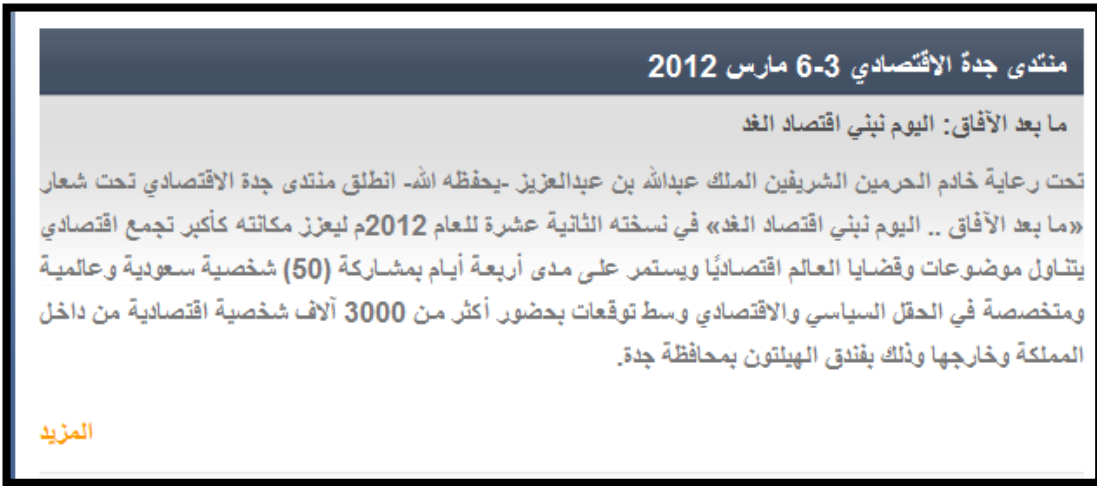 منتدى جدة الاقتصادي 3-6 مارس 2012
ما بعد الآفاق: اليوم نبني اقتصاد الغد
تحت رعاية خادم الحرمين الشريفين الملك عبدالله بن عبدالعزيز -يحفظه الله- انطلق منتدى جدة الاقتصادي تحت شعار
«ما بعد الآفاق .. اليوم نبني اقتصاد الغد» في نسخته الثانية عشرة للعام 2012م ليعزز مكانته كأكبر تجمع اقتصادي
يتناول موضوعات وقضايا العالم اقتصاديًا ويستمر على مدى أربعة أيام بمشاركة (50) شخصية سعودية وعالمية
ومتخصصة في الحقل السياسي والاقتصادي وسط توقعات بحضور أكثر من 3000 آلاف شخصية اقتصادية من داخل
المملكة وخارجها وذلك بفندق الهيلتون بمحافظة جدة.
المزيد